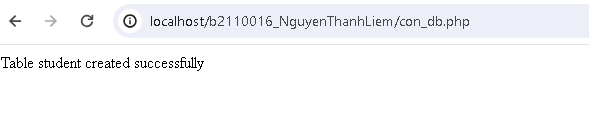 localhost/b2110016_NguyenThanhLiem/con_db.php
Table student created successfully